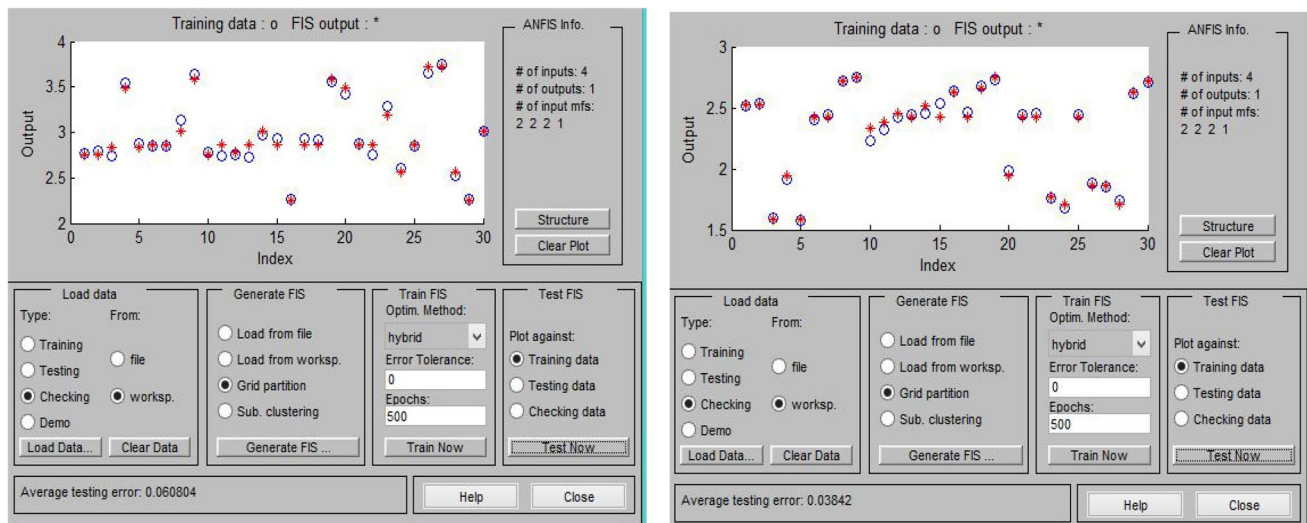 Training data : o   FIS output : *
4
3.5
3
2.5
2
Output
0 5 10 15 20 25 30
Index
ANFIS Info.
# of inputs: 4
# of outputs: 1
# of input mfs:
2 2 2 1
Structure
Clear Plot
Load data
Type: From:
Training
Testing
Checking
Demo
file
worksp.
Load Data...
Clear Data
Generate FIS
Load from file
Load from worksp.
Grid partition
Sub. clustering
Generate FIS ...
Train FIS
Optim. Method:
hybrid
Error Tolerance:
0
Epochs:
500
Train Now
Test FIS
Plot against:
Training data
Testing data
Checking data
Test Now
Average testing error: 0.060804
Help
Close
Training data : o   FIS output : *
3
2.5
2
1.5
Output
0 5 10 15 20 25 30
Index
ANFIS Info.
# of inputs: 4
# of outputs: 1
# of input mfs:
2 2 2 1
Structure
Clear Plot
Load data
Type: From:
Training
Testing
Checking
Demo
file
worksp.
Load Data...
Clear Data
Generate FIS
Load from file
Load from worksp.
Grid partition
Sub. clustering
Generate FIS ...
Train FIS
Optim. Method:
hybrid
Error Tolerance:
0
Epochs:
500
Train Now
Test FIS
Plot against:
Training data
Testing data
Checking data
Test Now
Average testing error: 0.03842
Help
Close